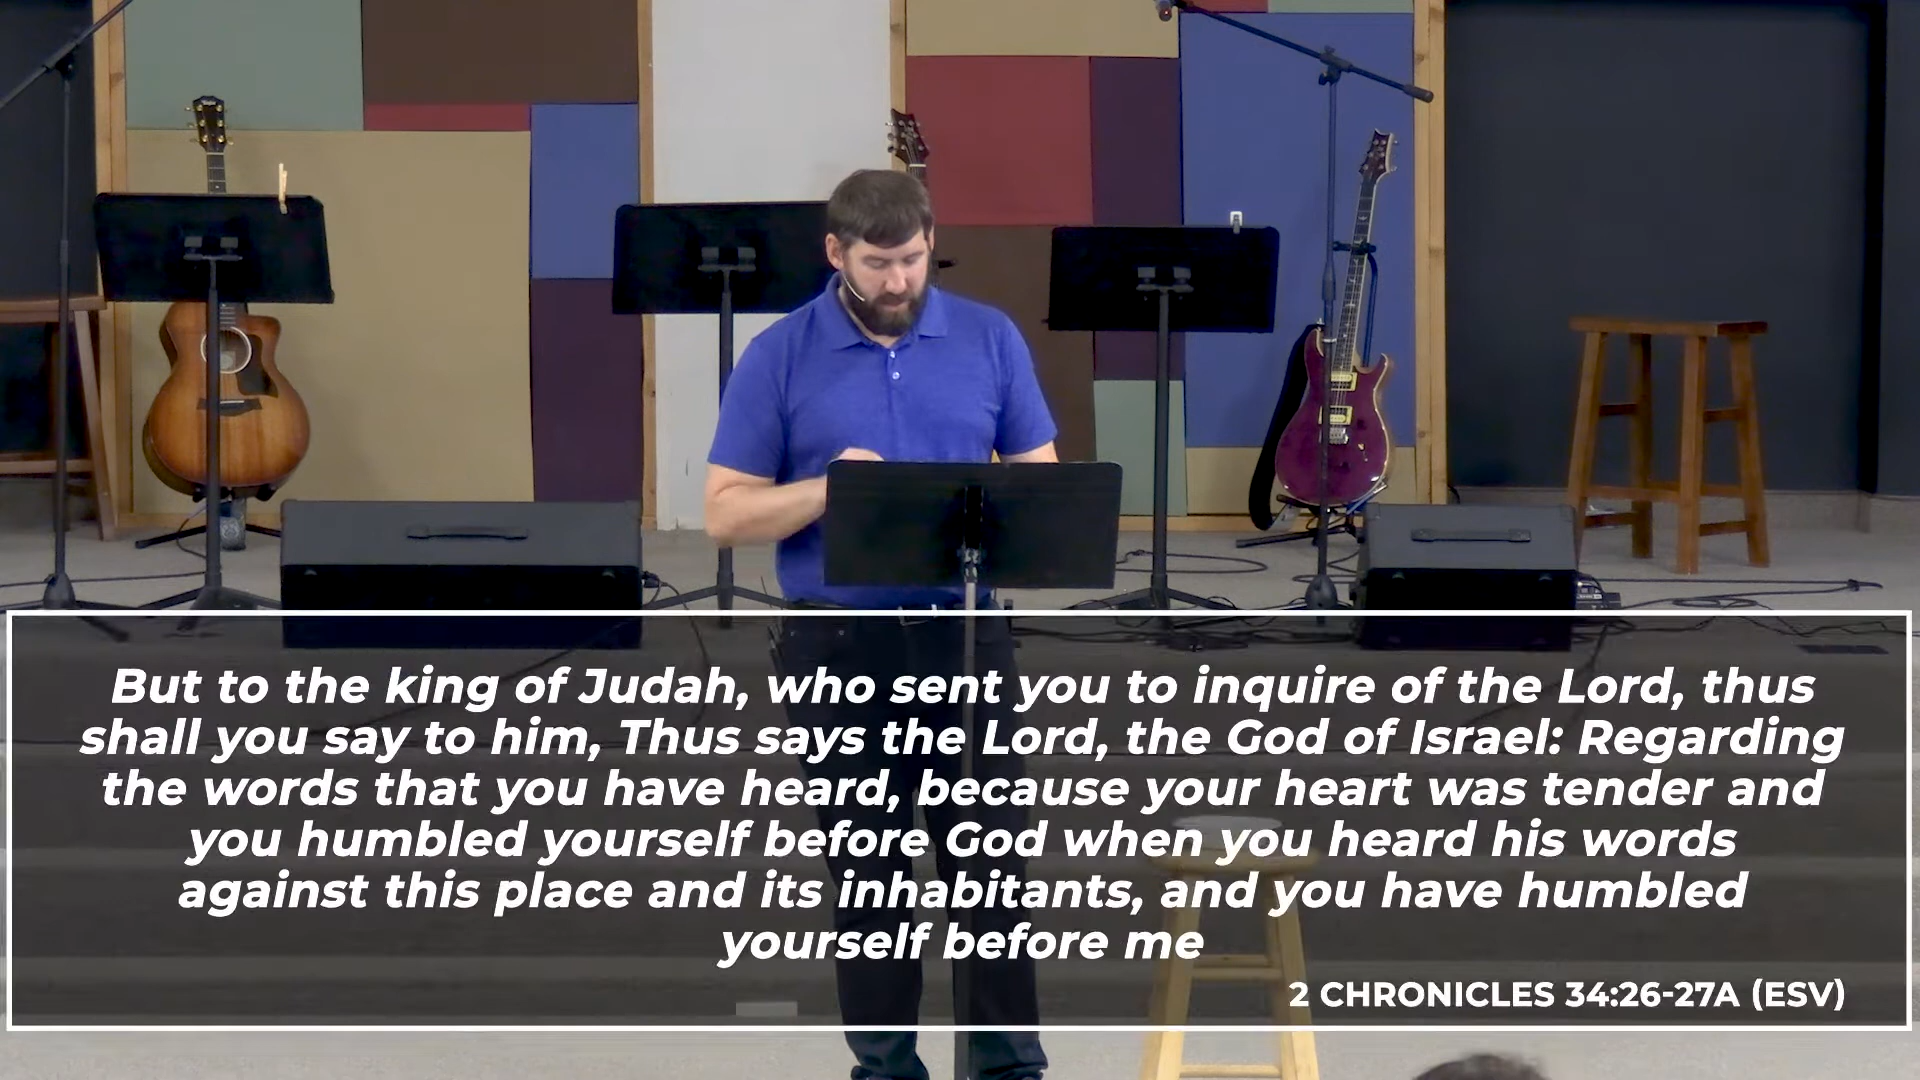 But to the king of Judah, who sent you to inquire of the Lord, thus
shall you say to him, Thus says the Lord, the God of Israel: Regarding
the words that you have heard, because your heart was tender and
you humbled yourself before God when you heard his words
against this place and its inhabitants, and you have humbled
yourself before me
2 CHRONICLES 34:26-27A (ESV)